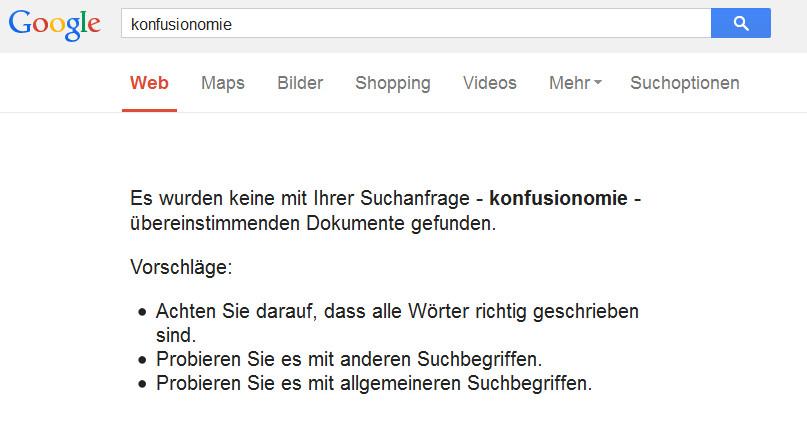 Google konfusionomie
Web Maps Bilder Shopping Videos Mehr Suchoptionen
Es wurden keine mit Ihrer Suchanfrage - konfusionomie -
übereinstimmenden Dokumente gefunden.
Vorschläge:
Achten Sie darauf, dass alle Wörter richtig geschrieben
sind.
Probieren Sie es mit anderen Suchbegriffen.
Probieren Sie es mit allgemeineren Suchbegriffen.